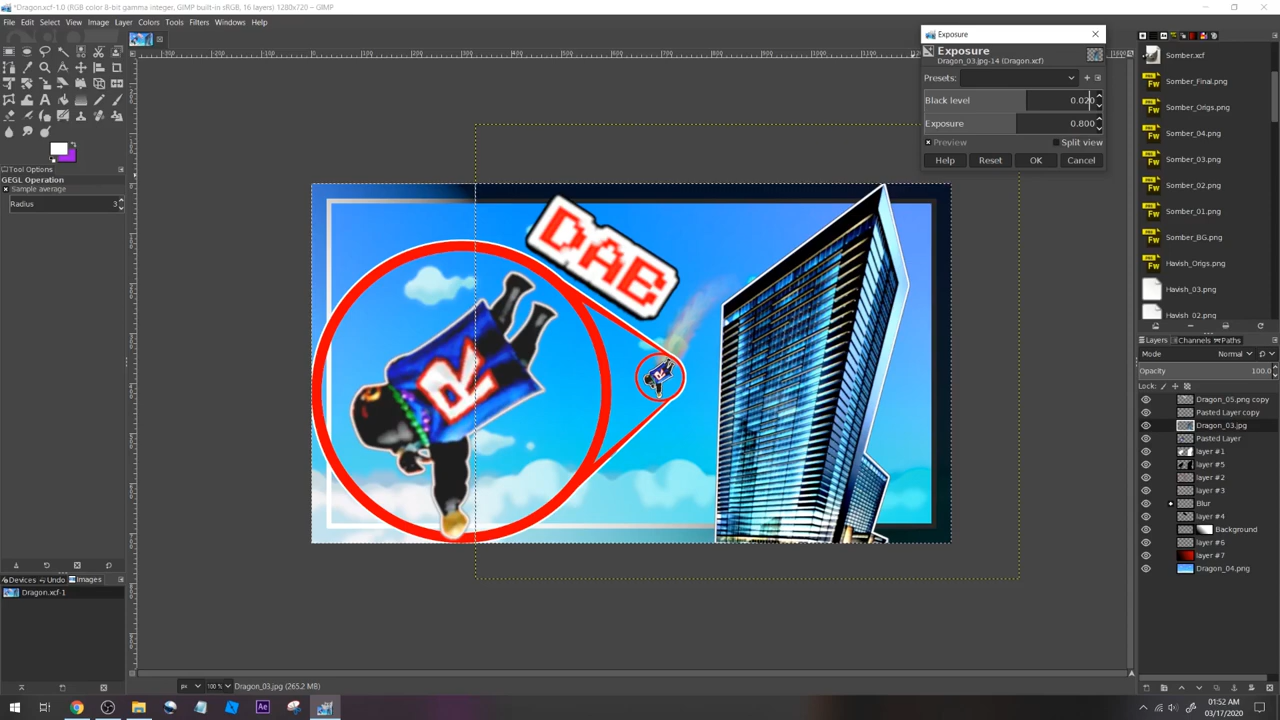 *Dragon.xcf-1.0 (RGB color 8-bit gamma integer, GIMP built-in sRGB, 16 layers) 1280x720 – GIMP
File Edit Select View Image Layer Colors Tools Filters Windows Help
Tool Options
GEGL Operation
Sample average
Radius 3
Devices Undo Images
Dragon.xcf-1
DAB
Exposure
Exposure
Dragon_03.jpg-14 (Dragon.xcf)
Presets:
Black level 0.020
Exposure 0.800
Preview Split view
Help Reset OK Cancel
Somber.xcf
Somber_Final.png
Somber_Origs.png
Somber_04.png
Somber_03.png
Somber_02.png
Somber_01.png
Somber_BG.png
Havish_Origs.png
Havish_03.png
Havish_02.png
Layers Channels Paths
Mode Normal
Opacity 100.0
Lock:
Dragon_05.png copy
Pasted Layer copy
Dragon_03.jpg
Pasted Layer
layer #1
layer #5
layer #2
layer #3
Blur
layer #4
Background
layer #6
layer #7
Dragon_04.png
px 100 % Dragon_03.jpg (265.2 MB)
Ae
01:52 AM
03/17/2020